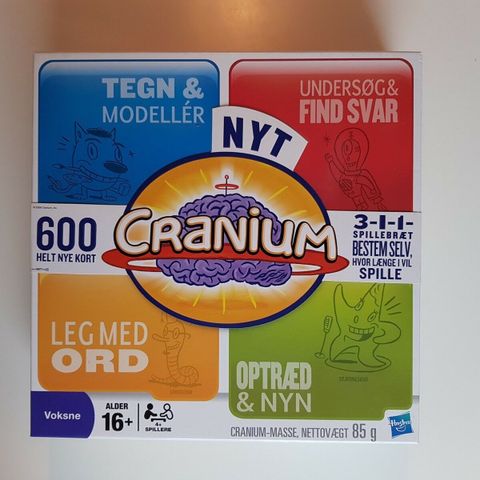 TEGN &
MODELLÉR
UNDERSØG &
FIND SVAR
NYT
600
HELT NYE KORT
CRANIUM
3-I-1-
SPILLEBRÆT
BESTEM SELV,
HVOR LÆNGE I VIL
SPILLE
LEG MED
ORD
OPTRÆD
& NYN
Voksne
ALDER
16+
4+
SPILLERE
CRANIUM-MASSE, NETTOVÆGT 85 g
Hasbro